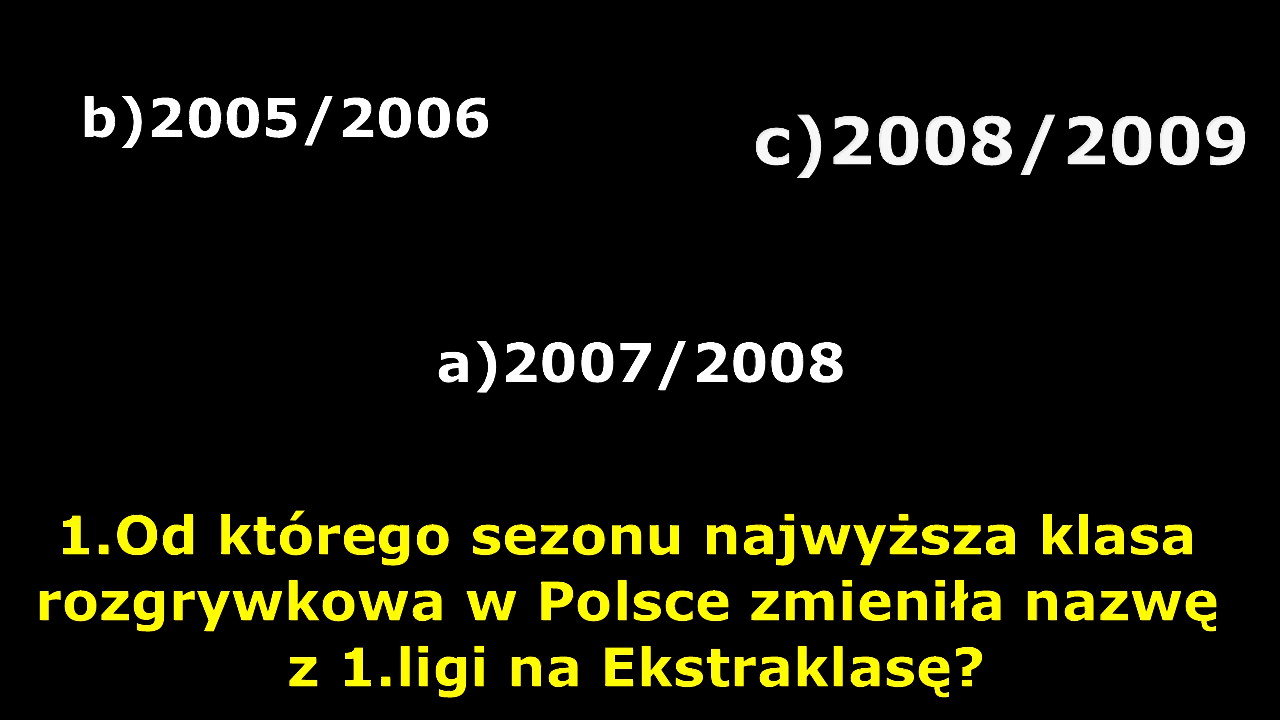 b)2005/2006
c)2008/2009
a)2007/2008
1.Od którego sezonu najwyższa klasa
rozgrywkowa w Polsce zmieniła nazwę
z 1.ligi na Ekstraklasę?